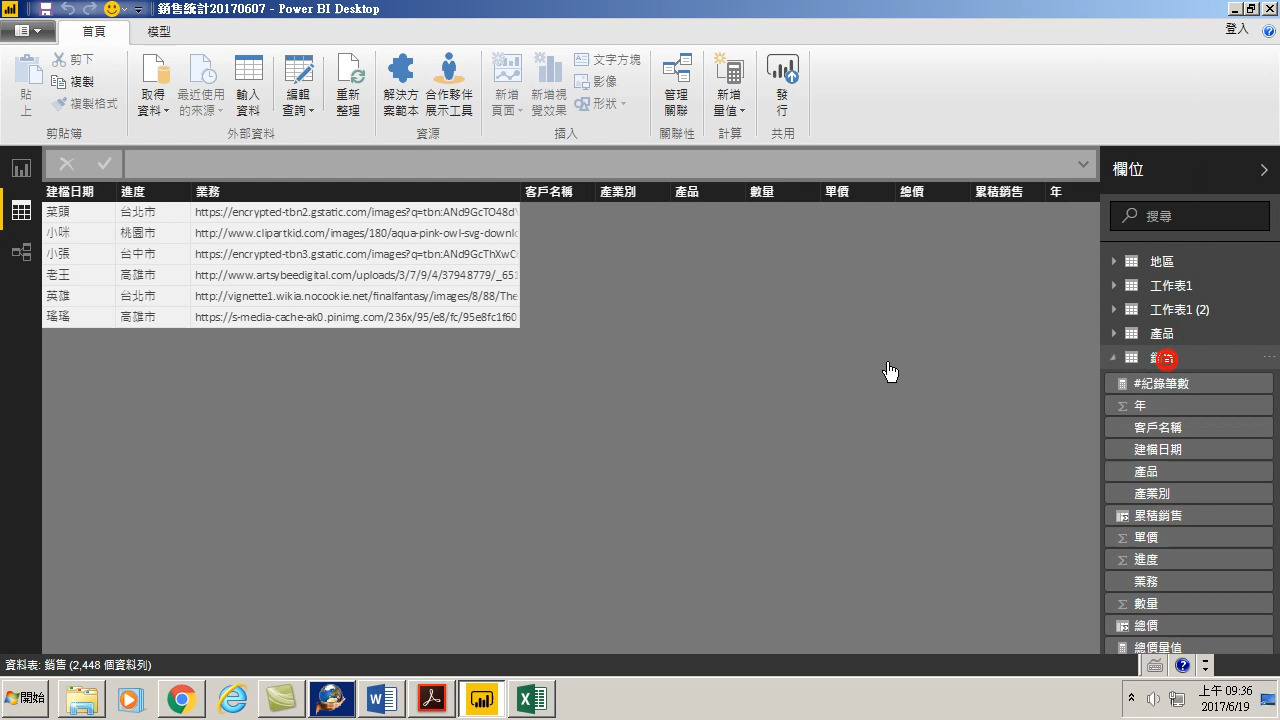 銷售統計20170607 - Power BI Desktop
首頁 模型 登入
貼上 剪下 複製 複製格式 剪貼簿
取得資料 最近使用的來源 輸入資料 編輯查詢 重新整理 外部資料
解決方案範本 合作夥伴展示工具 資源
新增頁面 新增視覺效果 文字方塊 影像 形狀 插入
管理關聯 關聯性
新增量值 計算
發行 共用
建檔日期 進度 業務 客戶名稱 產業別 產品 數量 單價 總價 累積銷售 年
菜頭 台北市 https://encrypted-tbn2.gstatic.com/images?q=tbn:ANd9GcTO48d
小咪 桃園市 http://www.clipartkid.com/images/180/aqua-pink-owl-svg-downl
小張 台中市 https://encrypted-tbn3.gstatic.com/images?q=tbn:ANd9GcThXwC
老王 高雄市 http://www.artsybeedigital.com/uploads/3/7/9/4/37948779/_65
英雄 台北市 http://vignette1.wikia.nocookie.net/finalfantasy/images/8/88/The
瑤瑤 高雄市 https://s-media-cache-ak0.pinimg.com/236x/95/e8/fc/95e8fc1f60
欄位
搜尋
地區
工作表1
工作表1 (2)
產品
#紀錄筆數
年
客戶名稱
建檔日期
產品
產業別
累積銷售
單價
進度
業務
數量
總價
總價量值
資料表: 銷售 (2,448 個資料列)
開始
上午 09:36
2017/6/19